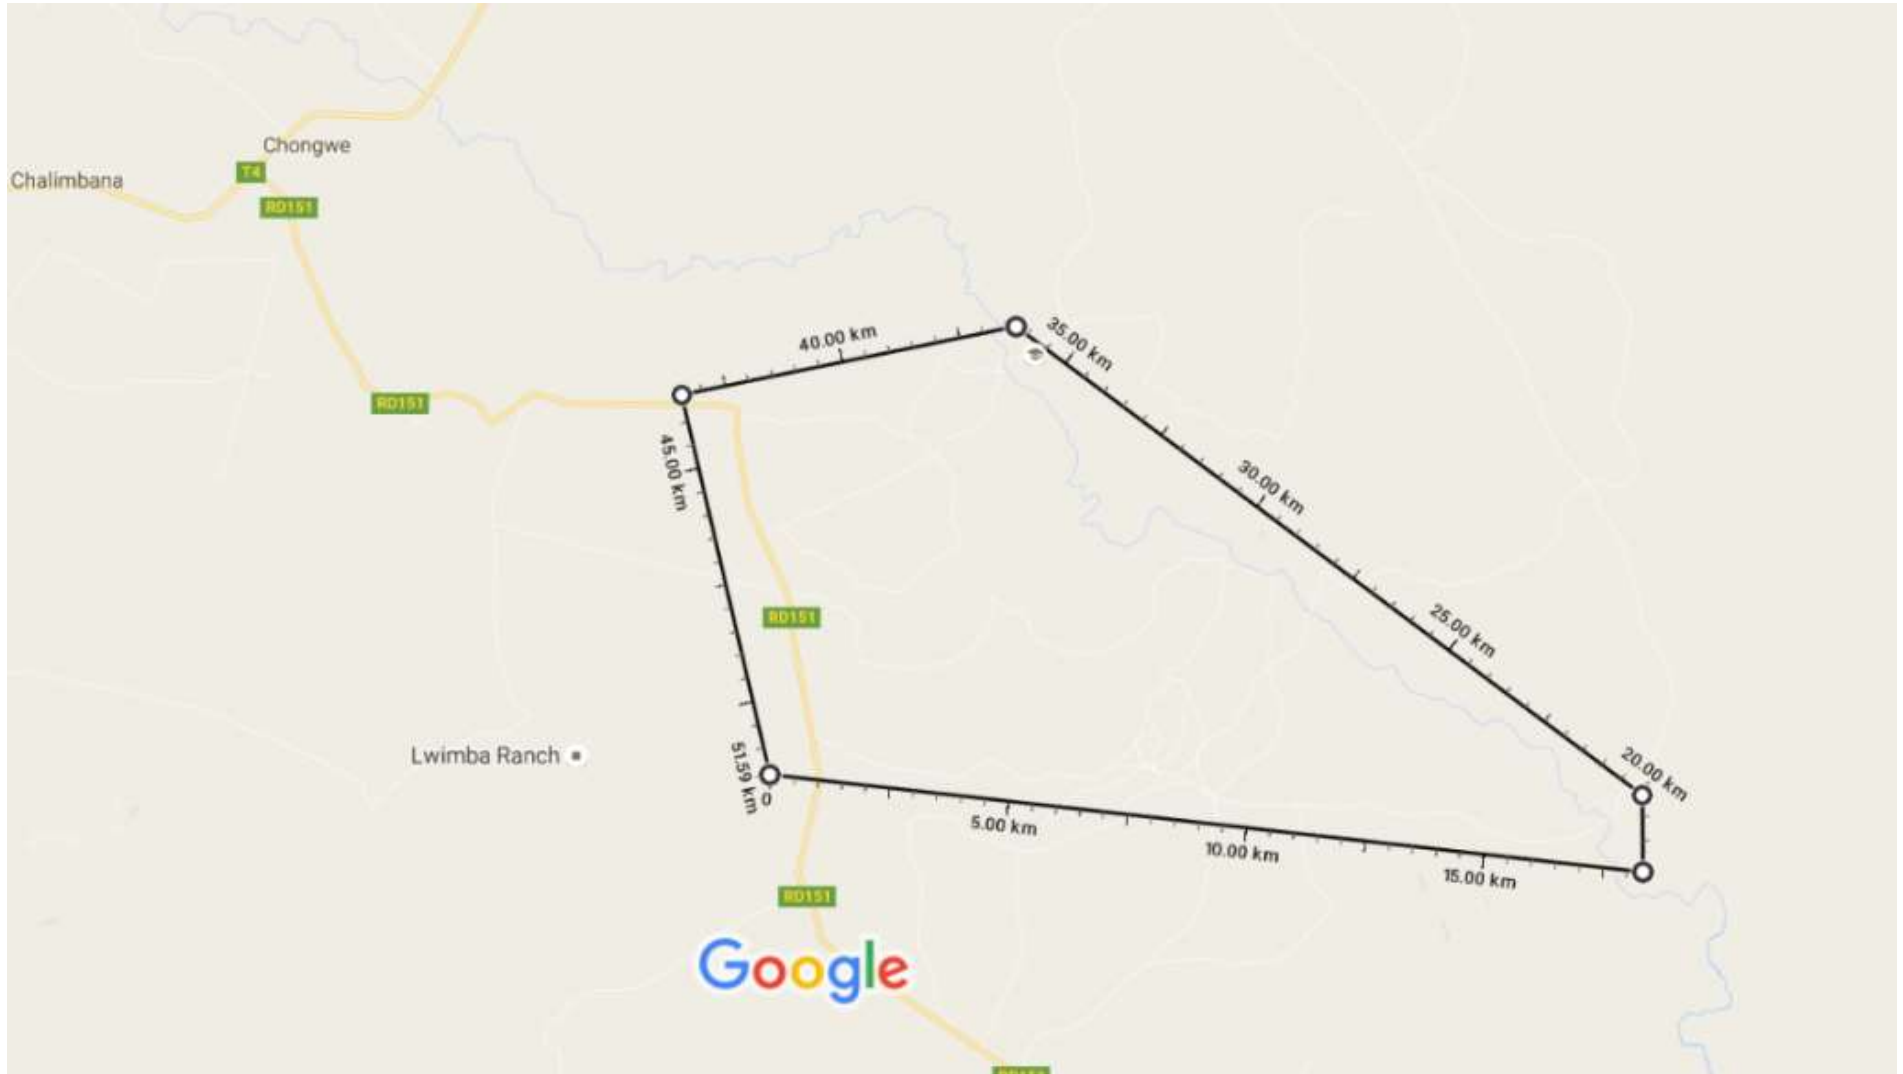 Chongwe
T4
Chalimbana
RD151
40.00 km
35.00 km
RD151
45.00 km
30.00 km
RD151
25.00 km
Lwimba Ranch
51.59 km
0
20.00 km
5.00 km
10.00 km
15.00 km
RD151
Google